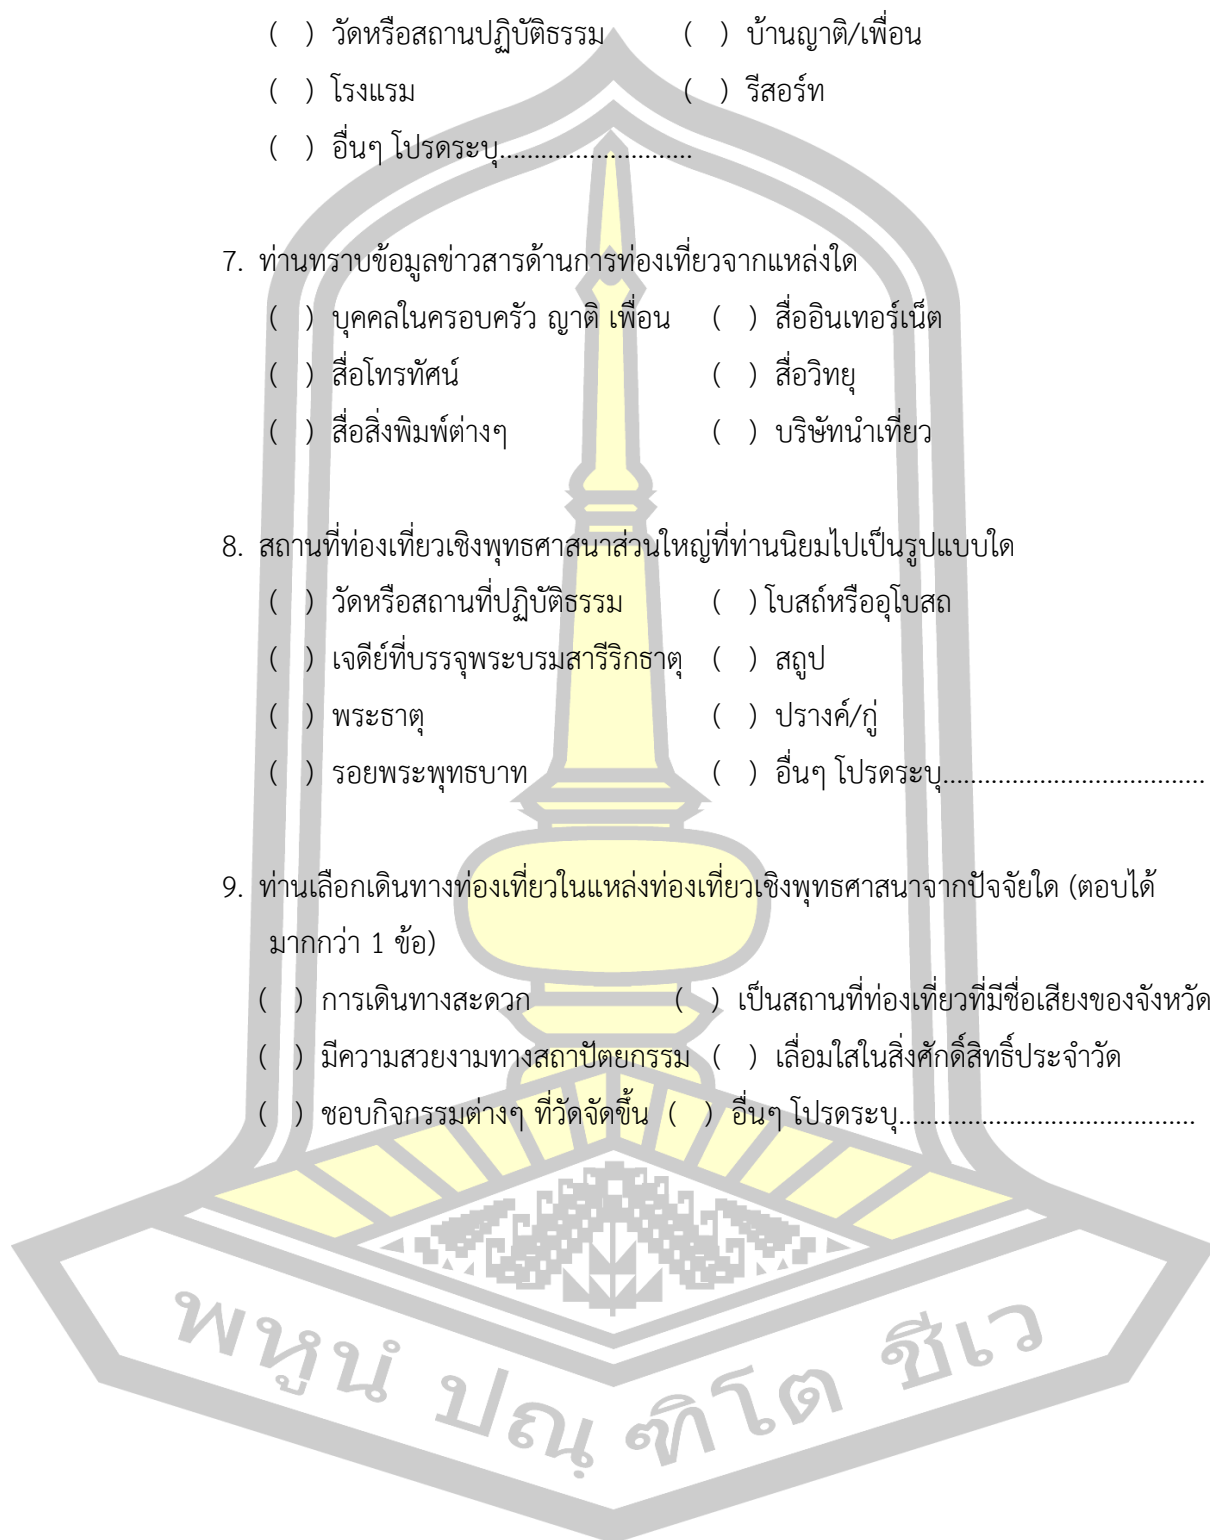 ( ) วัดหรือสถานปฏิบัติธรรม ( ) บ้านญาติ/เพื่อน
( ) โรงแรม ( ) รีสอร์ท
( ) อื่นๆ โปรดระบุ............................
7. ท่านทราบข้อมูลข่าวสารด้านการท่องเที่ยวจากแหล่งใด
( ) บุคคลในครอบครัว ญาติ เพื่อน ( ) สื่ออินเทอร์เน็ต
( ) สื่อโทรทัศน์ ( ) สื่อวิทยุ
( ) สื่อสิ่งพิมพ์ต่างๆ ( ) บริษัทนำเที่ยว
8. สถานที่ท่องเที่ยวเชิงพุทธศาสนาส่วนใหญ่ที่ท่านนิยมไปเป็นรูปแบบใด
( ) วัดหรือสถานที่ปฏิบัติธรรม ( ) โบสถ์หรืออุโบสถ
( ) เจดีย์ที่บรรจุพระบรมสารีริกธาตุ ( ) สถูป
( ) พระธาตุ ( ) ปรางค์/กู่
( ) รอยพระพุทธบาท ( ) อื่นๆ โปรดระบุ......................................
9. ท่านเลือกเดินทางท่องเที่ยวในแหล่งท่องเที่ยวเชิงพุทธศาสนาจากปัจจัยใด (ตอบได้
มากกว่า 1 ข้อ)
( ) การเดินทางสะดวก ( ) เป็นสถานที่ท่องเที่ยวที่มีชื่อเสียงของจังหวัด
( ) มีความสวยงามทางสถาปัตยกรรม ( ) เลื่อมใสในสิ่งศักดิ์สิทธิ์ประจำวัด
( ) ชอบกิจกรรมต่างๆ ที่วัดจัดขึ้น ( ) อื่นๆ โปรดระบุ...........................................
พหูนํ ปณฺฑิโต ชีเว